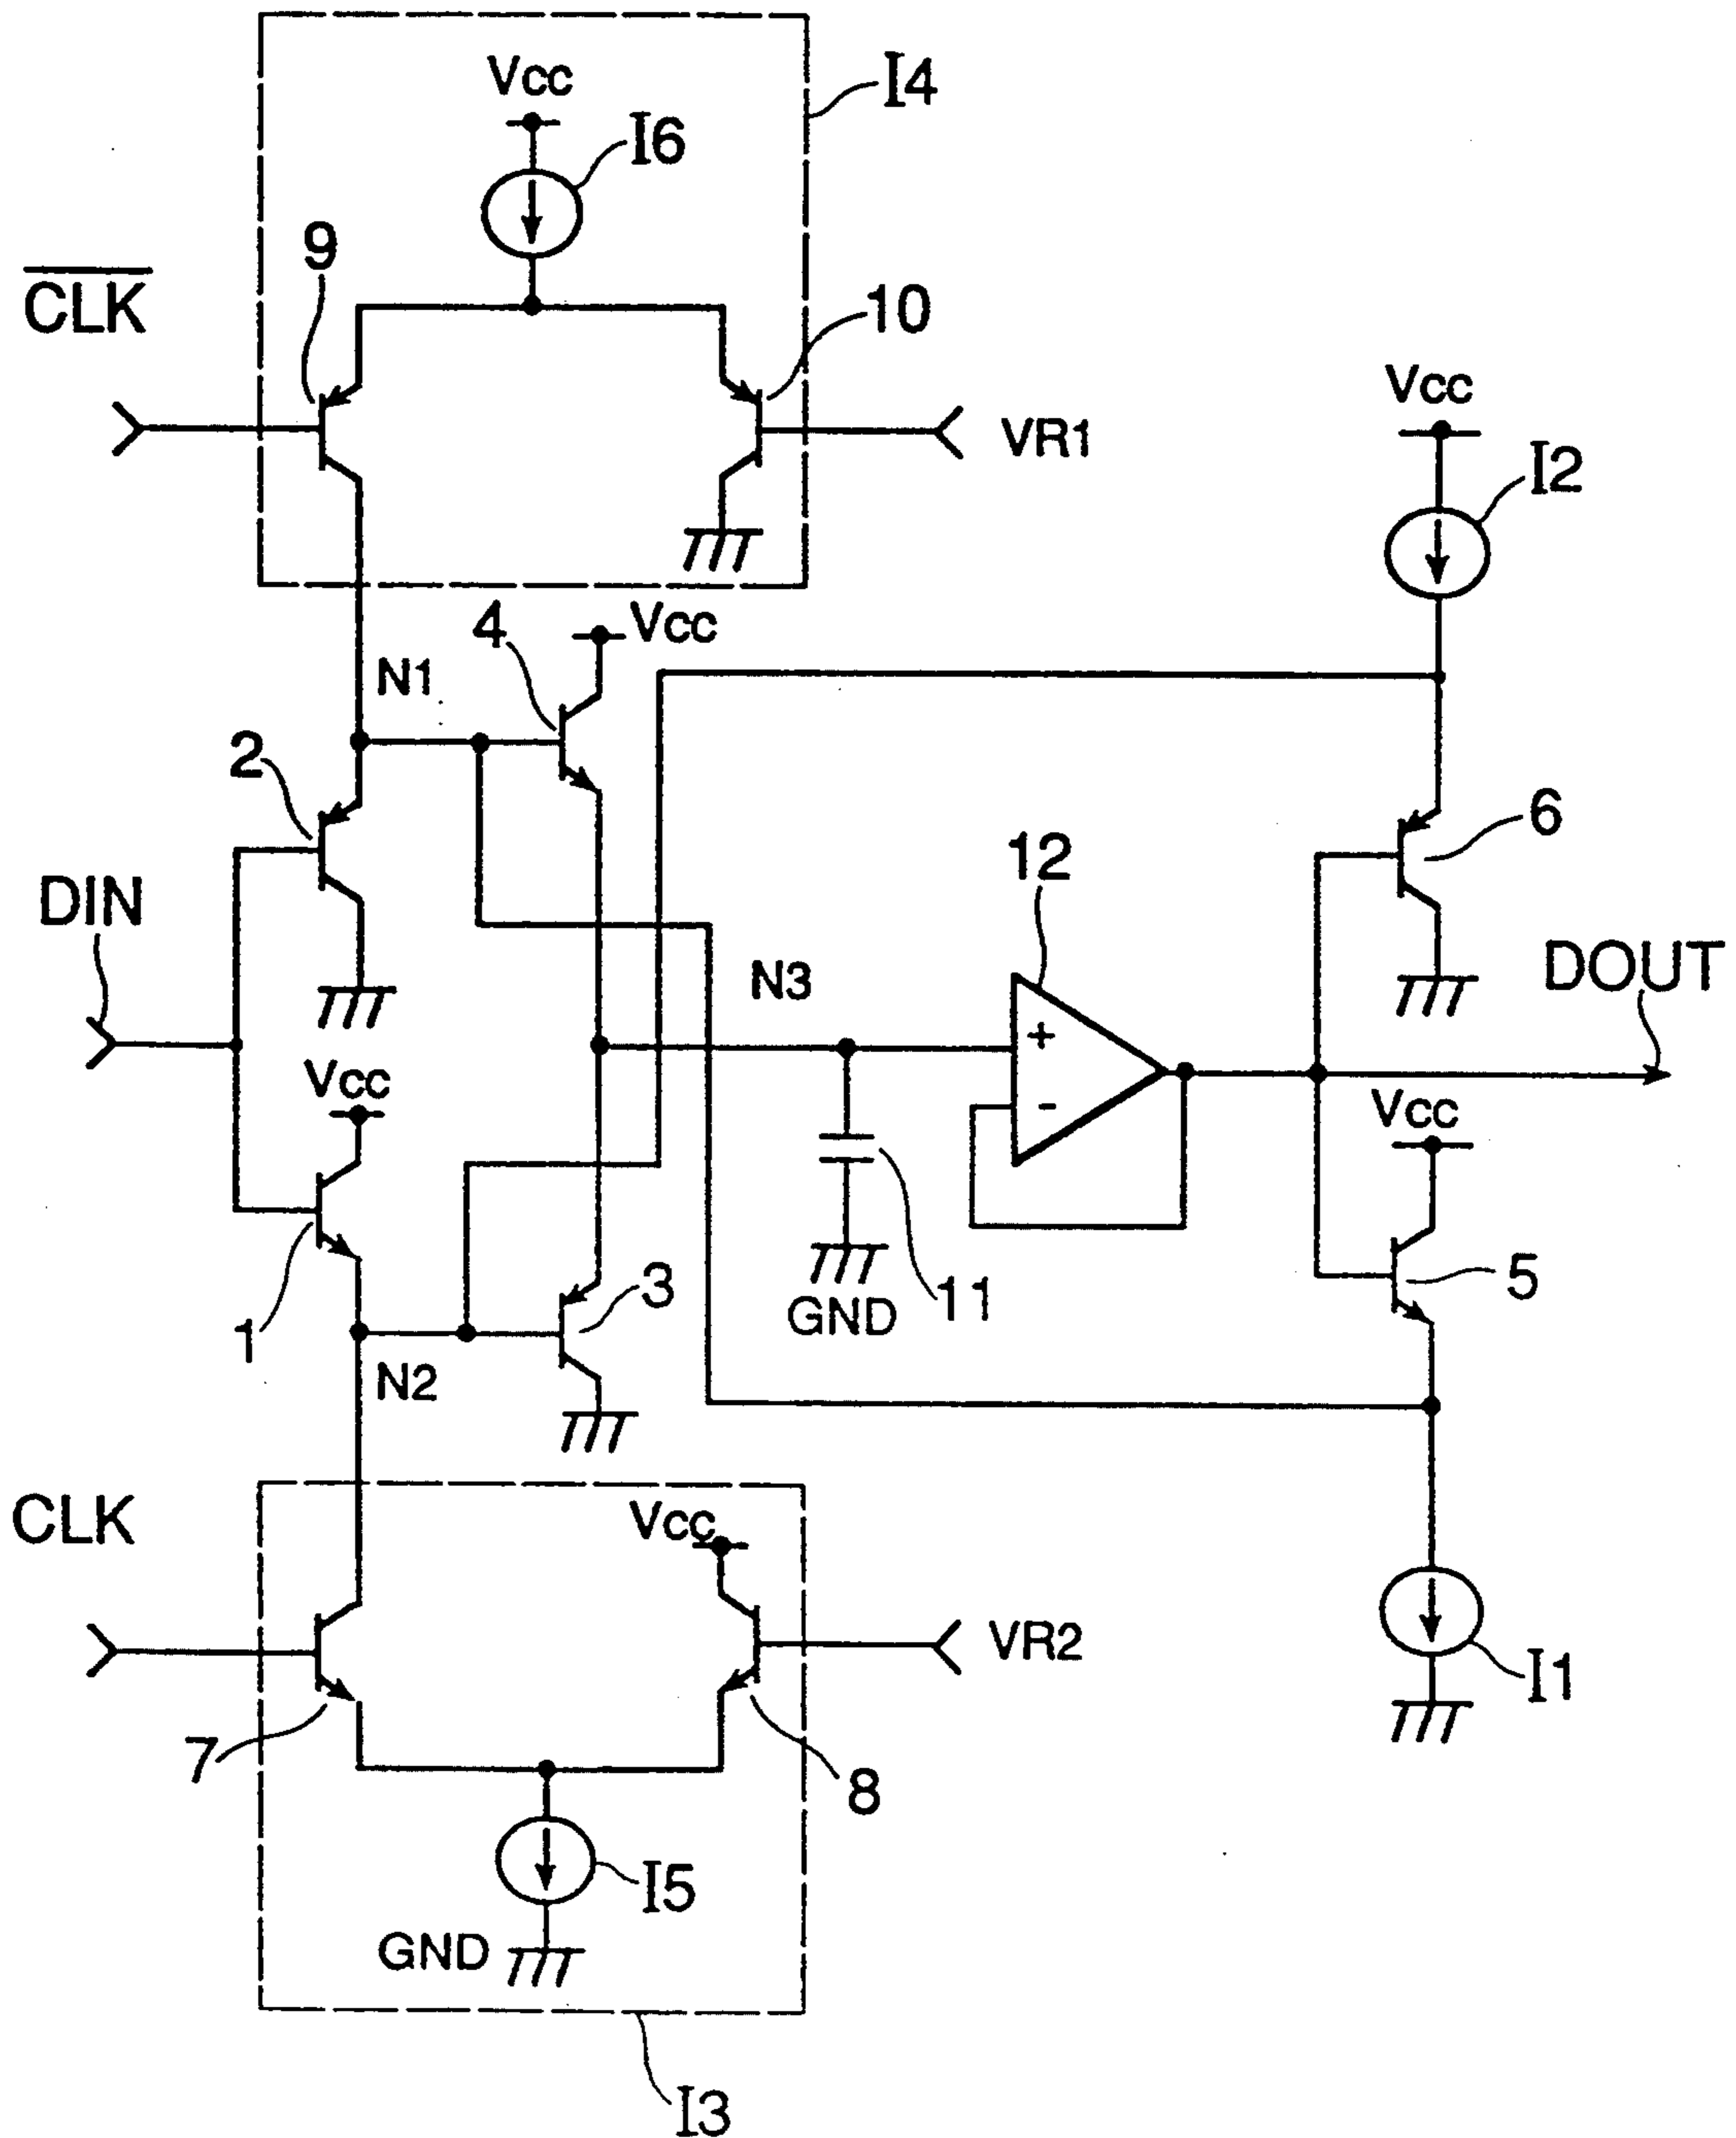 Vcc
I4
I6
9
CLK
10
VR1
Vcc
I2
4
Vcc
N1
2
6
12
DIN
N3
DOUT
+
-
Vcc
Vcc
11
GND
5
3
1
N2
CLK
Vcc
VR2
I1
7
8
I5
GND
I3